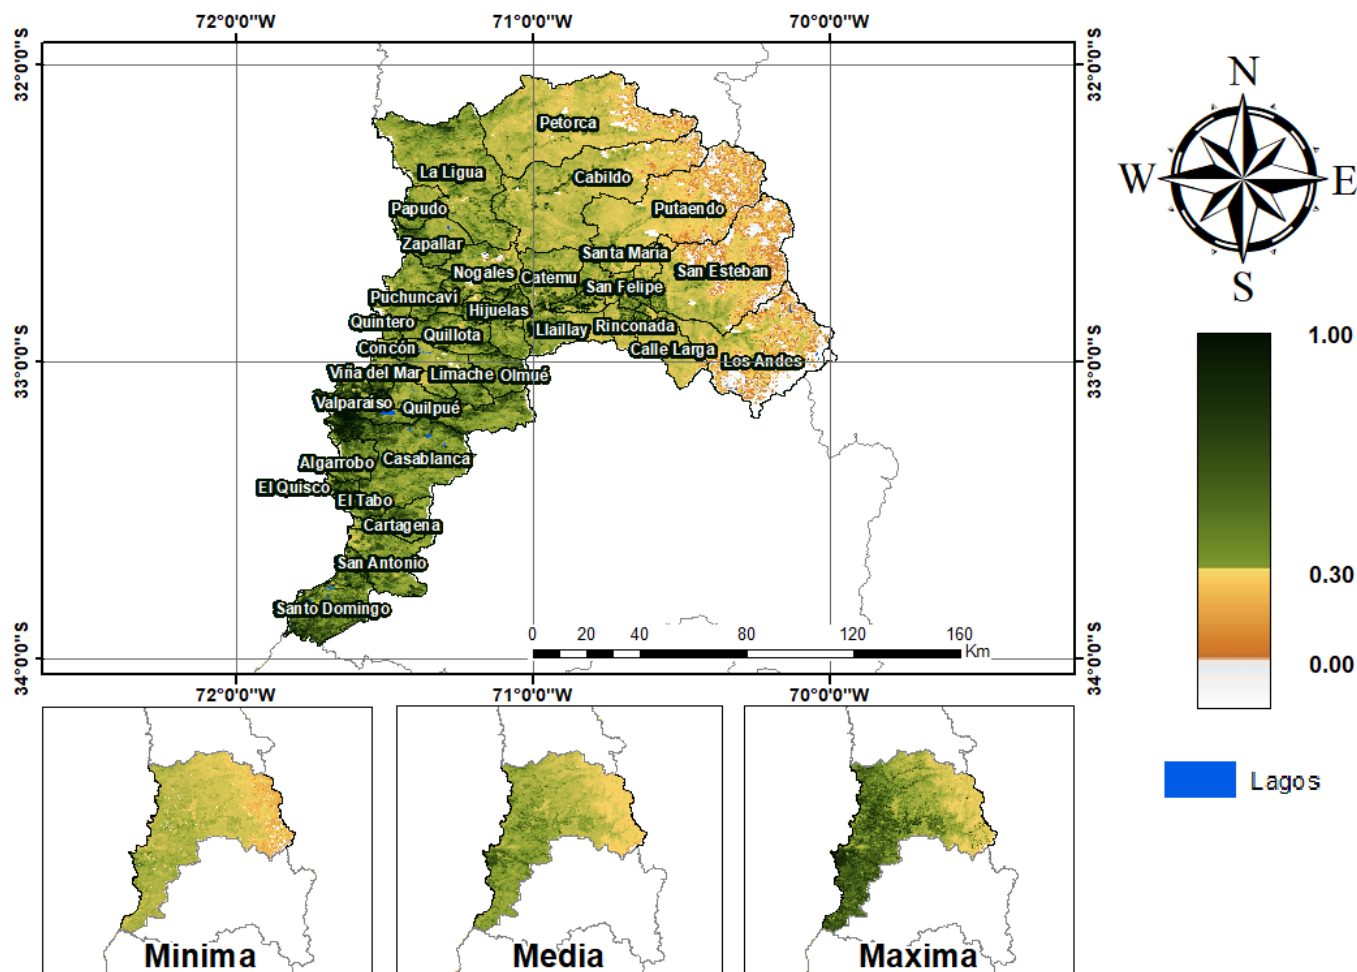 72°0'0"W
71°0'0"W
70°0'0"W
32°0'0"S
32°0'0"S
N
W
E
S
Petorca
La Ligua
Cabildo
Papudo
Putaendo
Zapallar
Santa María
Nogales
Catemu
San Esteban
San Felipe
Puchuncaví
Hijuelas
Quintero
Quillota
Llaillay
Rinconada
Concón
Calle Larga
Los Andes
33°0'0"S
33°0'0"S
Viña del Mar
Limache
Olmué
Valparaíso
Quilpué
Algarrobo
Casablanca
El Quisco
El Tabo
Cartagena
San Antonio
Santo Domingo
0 20 40 80 120 160
Km
34°0'0"S
34°0'0"S
72°0'0"W
71°0'0"W
70°0'0"W
1.00
0.30
0.00
Lagos
Minima
Media
Maxima